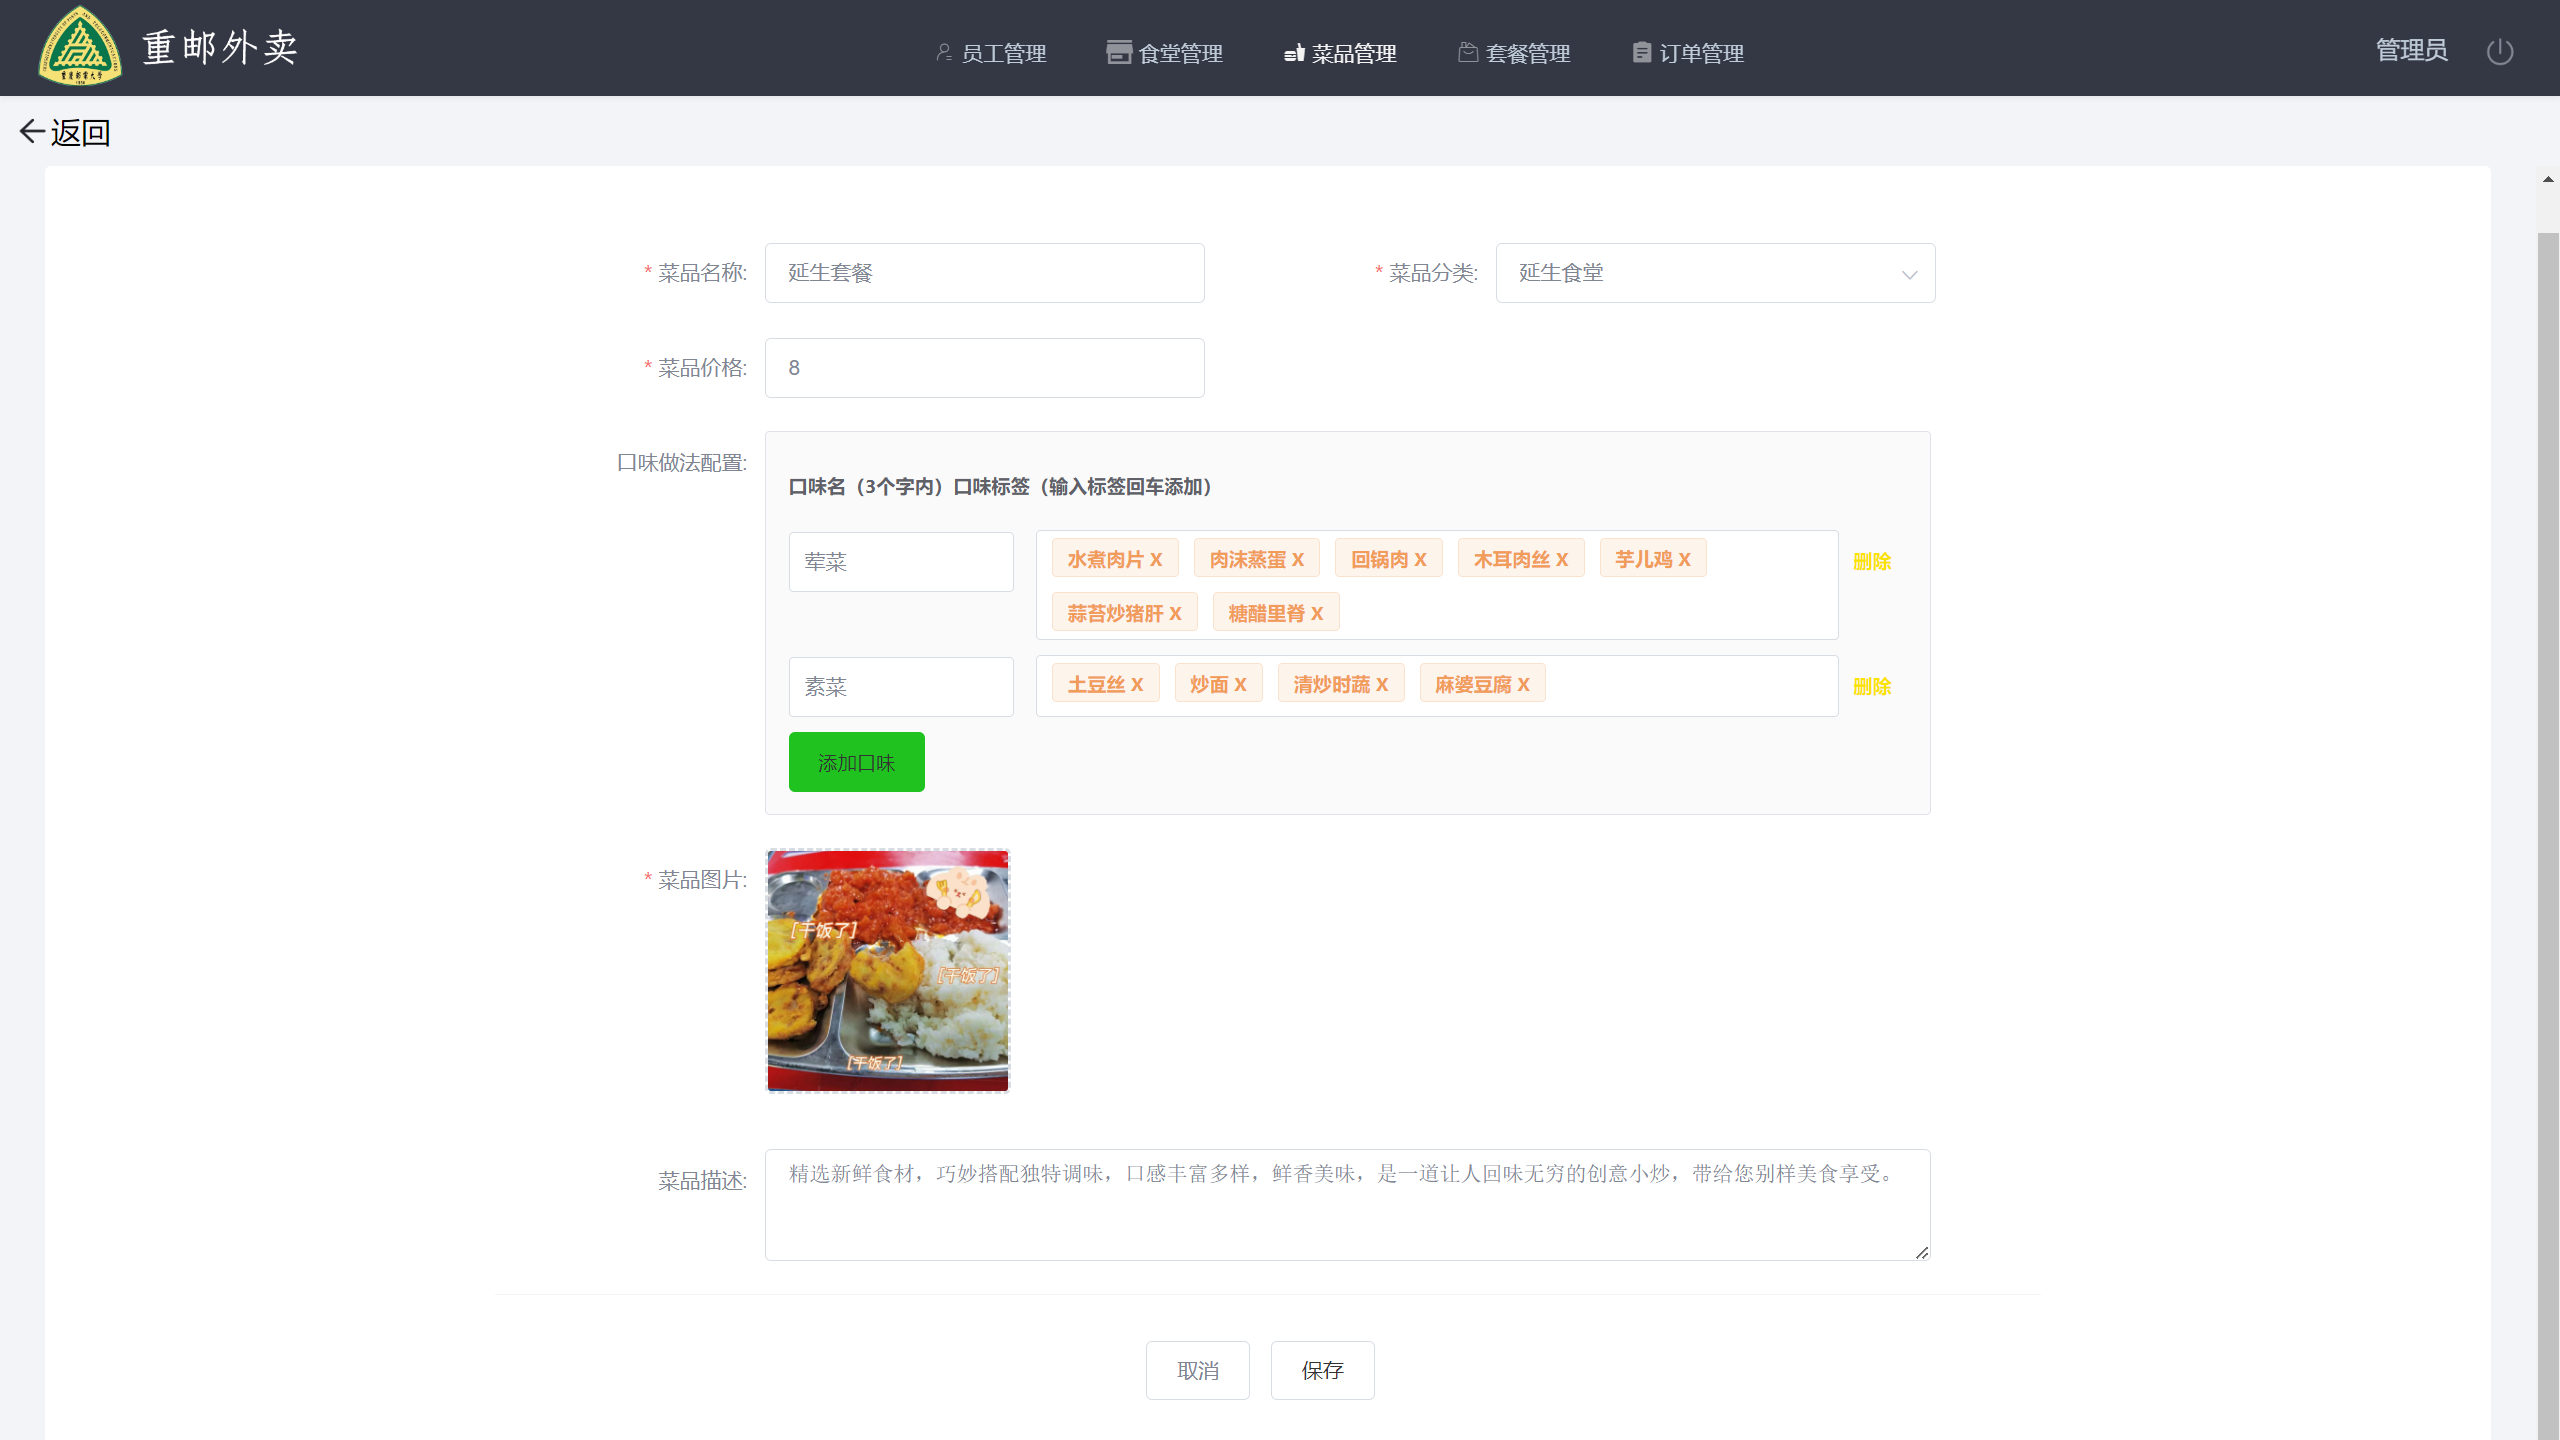 重邮外卖
员工管理 食堂管理 菜品管理 套餐管理 订单管理 管理员
返回
* 菜品名称: 延生套餐 * 菜品分类: 延生食堂
* 菜品价格: 8
口味做法配置:
口味名（3个字内）口味标签（输入标签回车添加）
荤菜 水煮肉片 X 肉沫蒸蛋 X 回锅肉 X 木耳肉丝 X 芋儿鸡 X 删除
蒜苔炒猪肝 X 糖醋里脊 X
素菜 土豆丝 X 炒面 X 清炒时蔬 X 麻婆豆腐 X 删除
添加口味
* 菜品图片:
[干饭了]
[干饭了]
[干饭了]
菜品描述: 精选新鲜食材，巧妙搭配独特调味，口感丰富多样，鲜香美味，是一道让人回味无穷的创意小炒，带给您别样美食享受。
取消 保存